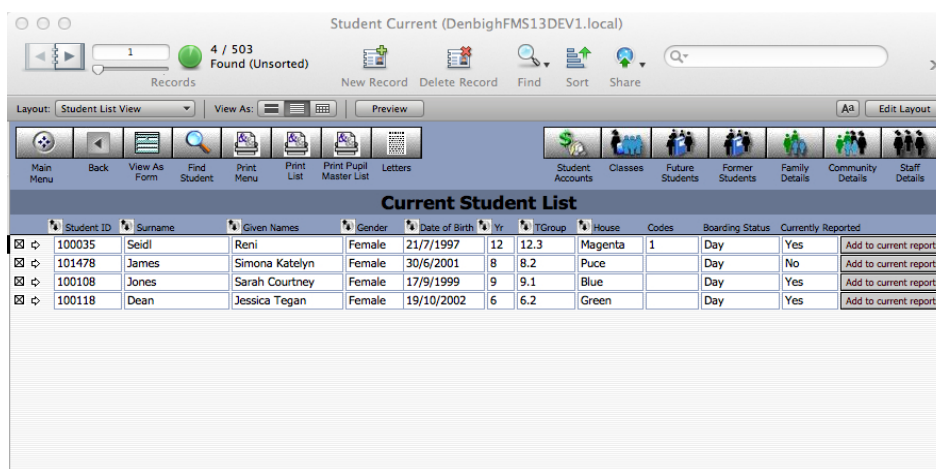 Student Current (DenbighFMS13DEV1.local)
1
4 / 503
Found (Unsorted)
Records
New Record Delete Record Find Sort Share
Layout: Student List View View As: Preview Aa Edit Layout
Main Menu Back View As Form Find Student Print Menu Print List Print Pupil Master List Letters Student Accounts Classes Future Students Former Students Family Details Community Details Staff Details
Current Student List
Student ID Surname Given Names Gender Date of Birth Yr TGroup House Codes Boarding Status Currently Reported
100035 Seidl Reni Female 21/7/1997 12 12.3 Magenta 1 Day Yes Add to current report
101478 James Simona Katelyn Female 30/6/2001 8 8.2 Puce Day No Add to current report
100108 Jones Sarah Courtney Female 17/9/1999 9 9.1 Blue Day Yes Add to current report
100118 Dean Jessica Tegan Female 19/10/2002 6 6.2 Green Day Yes Add to current report